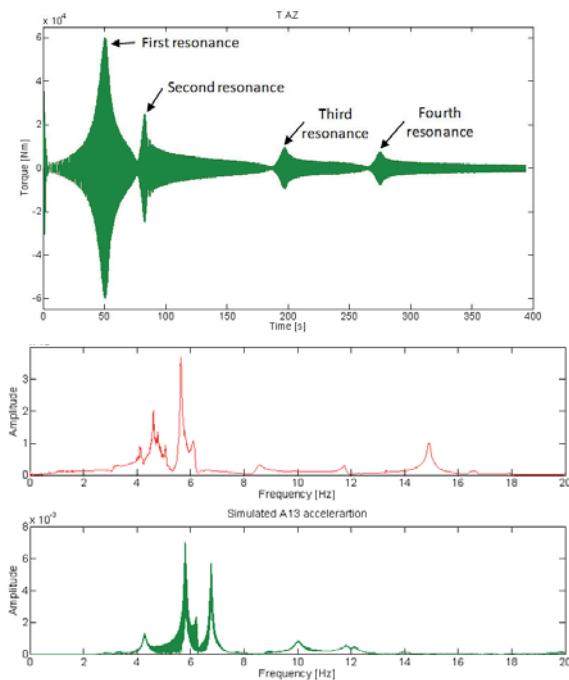 T AZ
x 10⁴
6
4
2
0
-2
-4
-6
Torque [Nm]
First resonance
Second resonance
Third
resonance
Fourth
resonance
0 50 100 150 200 250 300 350 400
Time [s]
3
2
1
0
Amplitude
0 2 4 6 8 10 12 14 16 18 20
Frequency [Hz]
Simulated A13 accelerartion
x 10⁻³
8
6
4
2
0
Amplitude
0 2 4 6 8 10 12 14 16 18 20
Frequency [Hz]